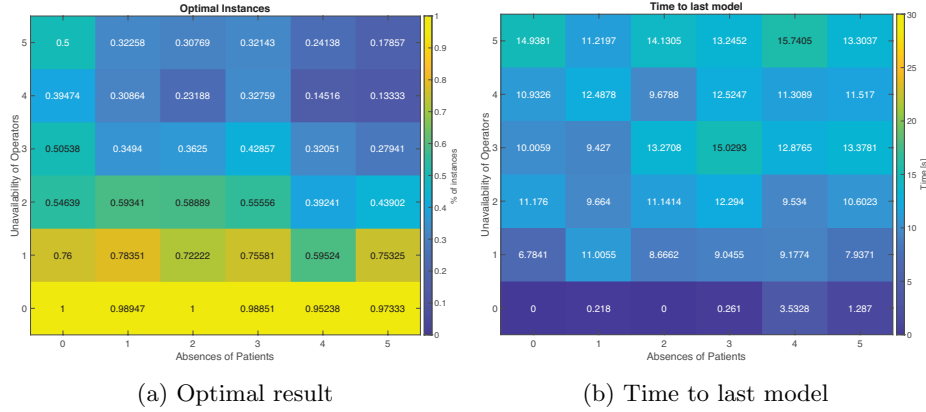 Optimal Instances
5 0.5 0.32258 0.30769 0.32143 0.24138 0.17857
4 0.39474 0.30864 0.23188 0.32759 0.14516 0.13333
3 0.50538 0.3494 0.3625 0.42857 0.32051 0.27941
2 0.54639 0.59341 0.58889 0.55556 0.39241 0.43902
1 0.76 0.78351 0.72222 0.75581 0.59524 0.75325
0 1 0.98947 1 0.98851 0.95238 0.97333
0 1 2 3 4 5
Absences of Patients
Unavailability of Operators
1
0.9
0.8
0.7
0.6
0.5
0.4
0.3
0.2
0.1
0
% of instances
(a) Optimal result
Time to last model
5 14.9381 11.2197 14.1305 13.2452 15.7405 13.3037
4 10.9326 12.4878 9.6788 12.5247 11.3089 11.517
3 10.0059 9.427 13.2708 15.0293 12.8765 13.3781
2 11.176 9.664 11.1414 12.294 9.534 10.6023
1 6.7841 11.0055 8.6662 9.0455 9.1774 7.9371
0 0 0.218 0 0.261 3.5328 1.287
0 1 2 3 4 5
Absences of Patients
Unavailability of Operators
30
25
20
15
10
5
0
Time [s]
(b) Time to last model